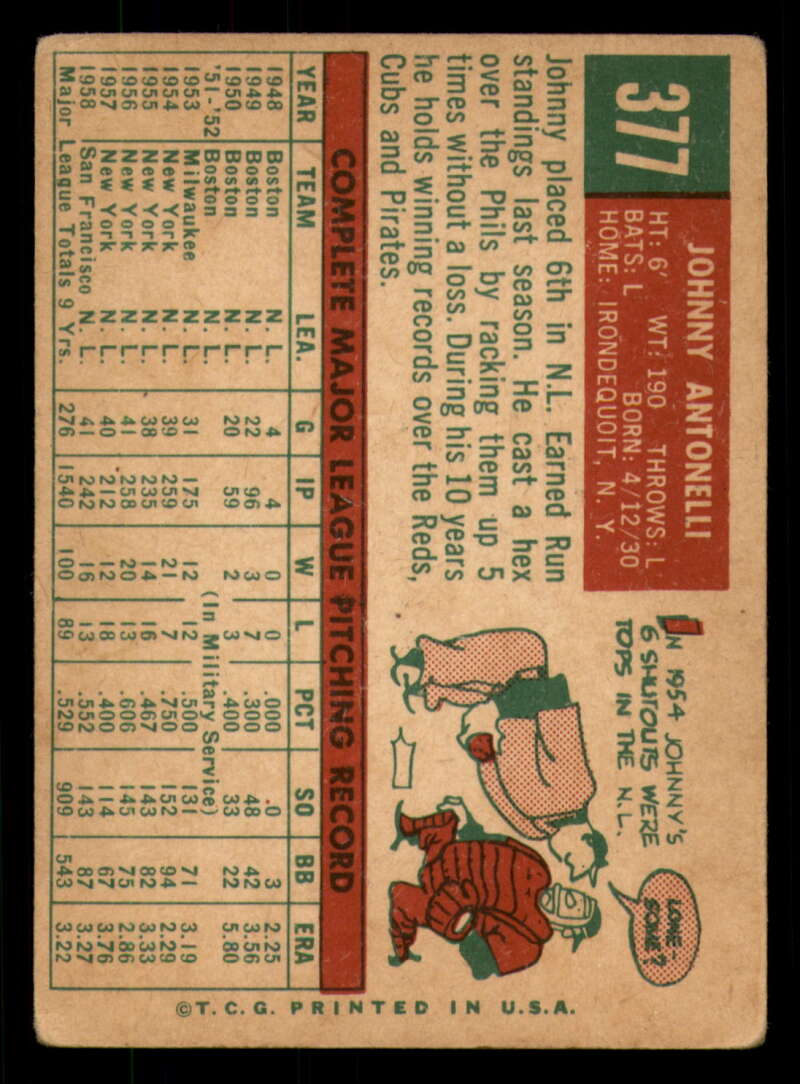 377
JOHNNY ANTONELLI
HT: 6' WT: 190 THROWS: L
BATS: L BORN: 4/12/30
HOME: IRONDEQUOIT, N. Y.
Johnny placed 6th in N.L. Earned Run
standings last season. He cast a hex
over the Phils by racking them up 5
times without a loss. During his 10 years
he holds winning records over the Reds,
Cubs and Pirates.
IN 1954 JOHNNY'S
6 SHUTOUTS WERE
TOPS IN THE N.L.
LONE-
SOME?
COMPLETE MAJOR LEAGUE PITCHING RECORD
YEAR TEAM LEA. G IP W L PCT SO BB ERA
1948 Boston N. L. 4 4 0 0 .000 .0 3 2.25
1949 Boston N. L. 22 96 3 7 .300 48 42 3.56
1950 Boston N. L. 20 59 2 3 .400 33 22 5.80
'51-'52 Boston N. L. (In Military Service)
1953 Milwaukee N. L. 31 175 12 12 .500 131 71 3.19
1954 New York N. L. 39 259 21 7 .750 152 94 2.29
1955 New York N. L. 38 235 14 16 .467 143 82 3.33
1956 New York N. L. 41 258 20 13 .606 145 75 2.86
1957 New York N. L. 40 212 12 18 .400 114 67 3.76
1958 San Francisco N. L. 41 242 16 13 .552 143 87 3.27
Major League Totals 9 Yrs. 276 1540 100 89 .529 909 543 3.22
©T.C.G. PRINTED IN U.S.A.